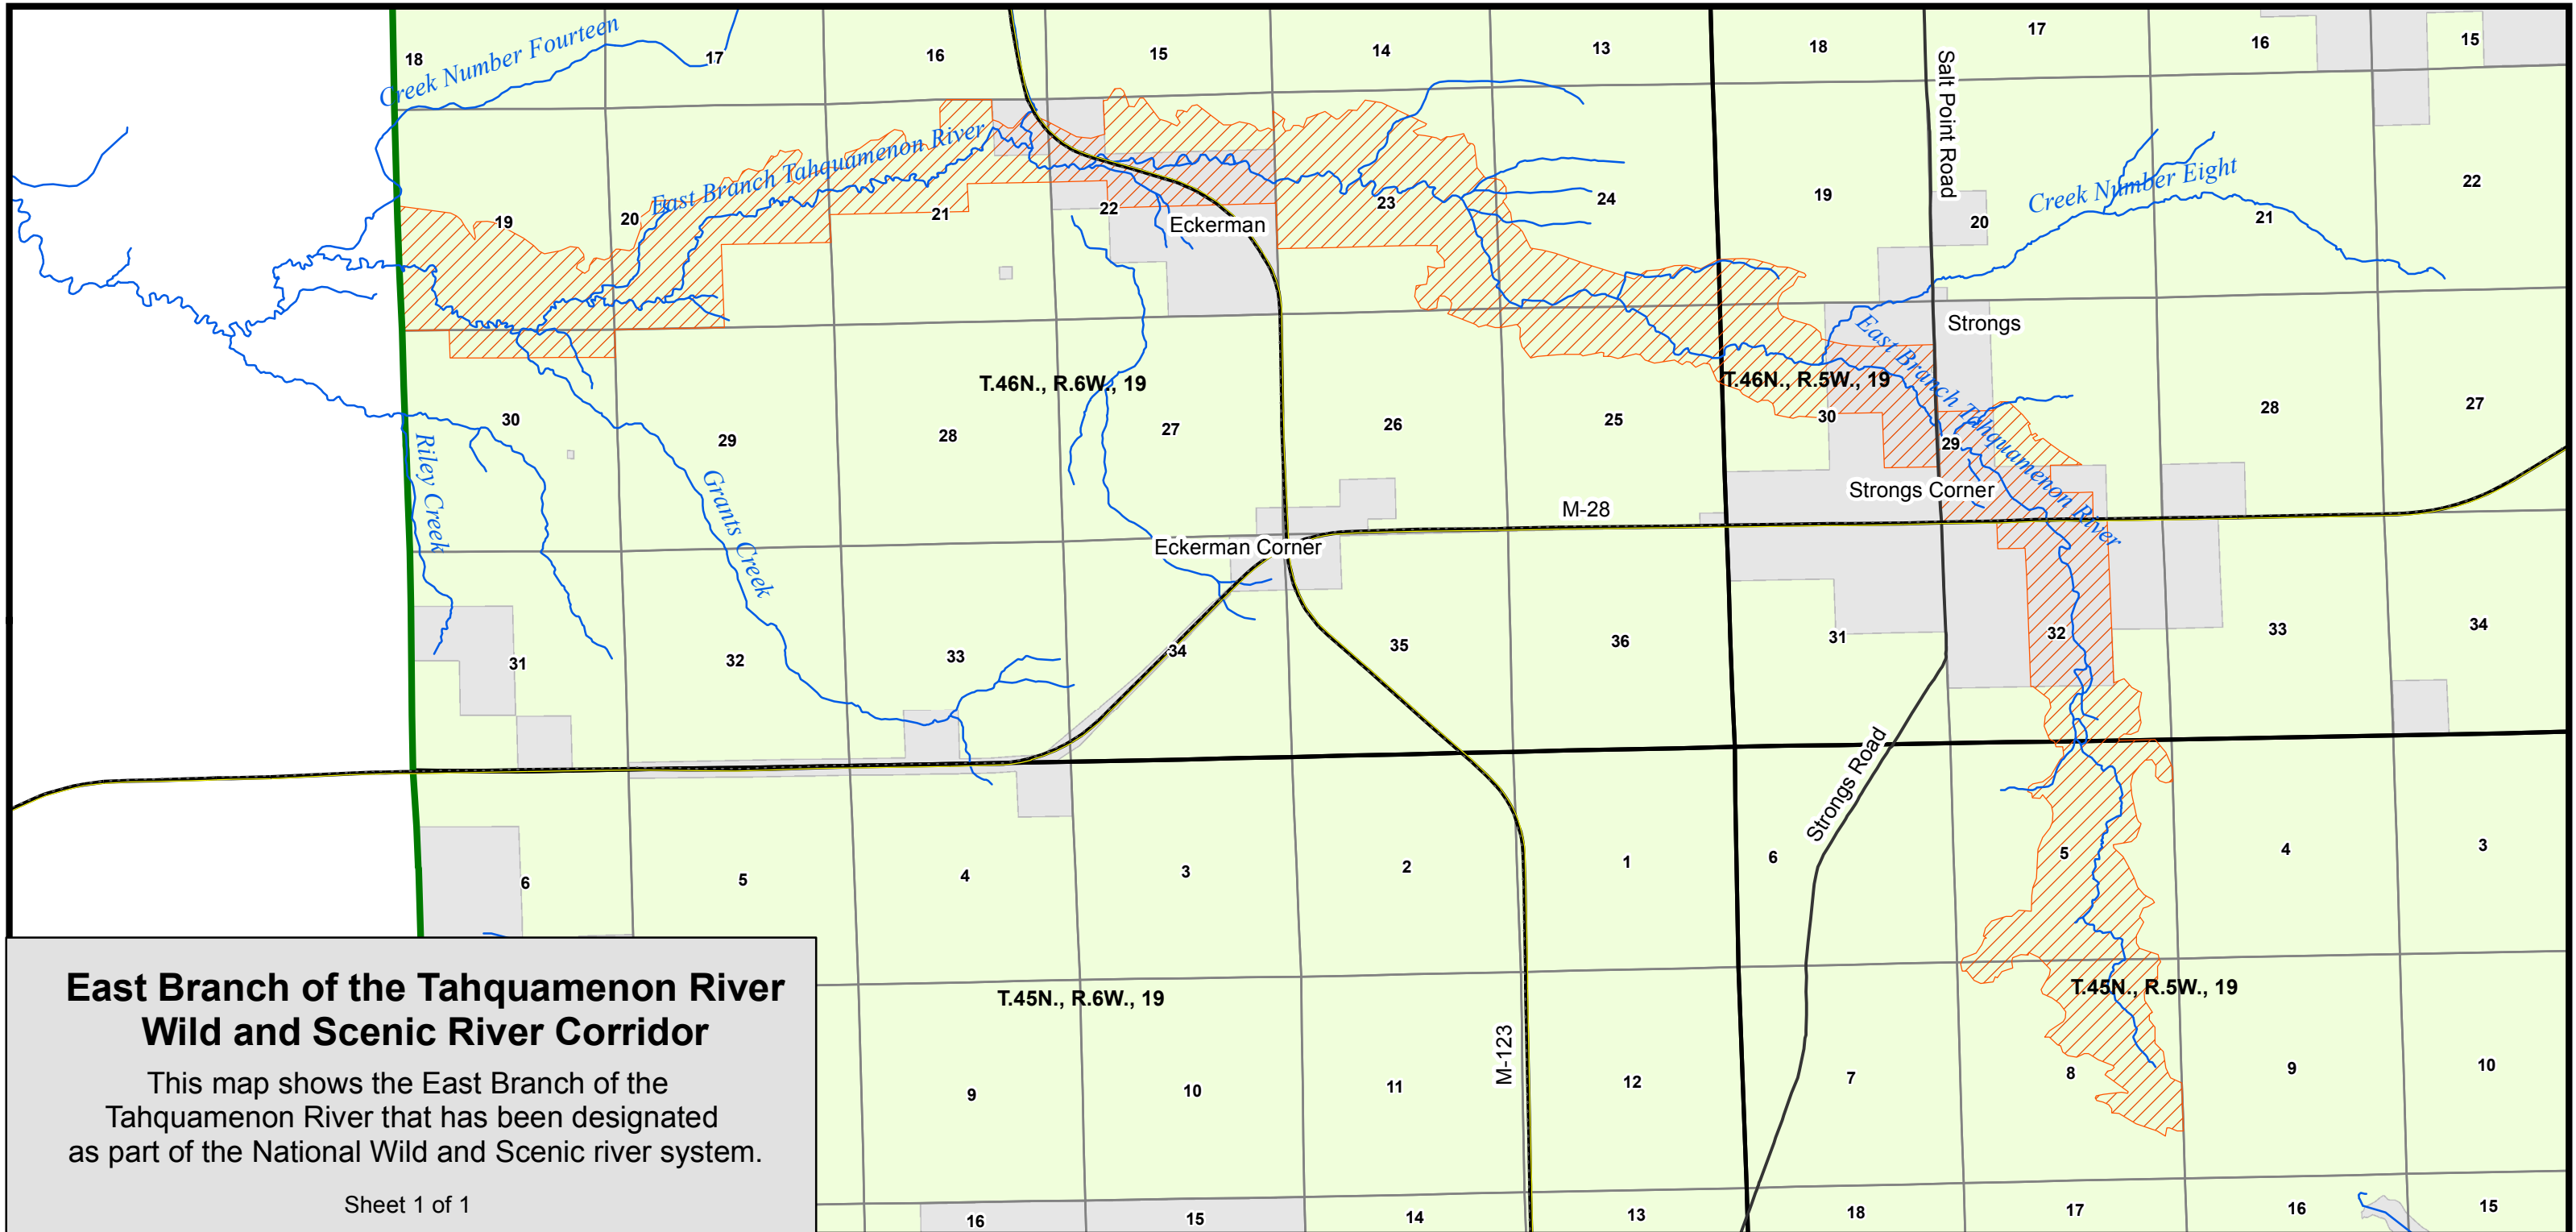 18
Creek Number Fourteen
17
16
15
14
13
18
17
16
15
Salt Point Road
19
20
East Branch Tahquamenon River
21
22
Eckerman
23
24
19
20
Creek Number Eight
21
22
Strongs
East Branch Tahquamenon River
T.46N., R.6W., 19
T.46N., R.5W., 19
30
29
28
27
26
25
30
29
28
27
Riley Creek
Grants Creek
Strongs Corner
M-28
Eckerman Corner
31
32
33
34
35
36
31
32
33
34
Strongs Road
6
5
4
3
2
1
6
5
4
3
T.45N., R.6W., 19
T.45N., R.5W., 19
M-123
9
10
11
12
7
8
9
10
16
15
14
13
18
17
16
15
East Branch of the Tahquamenon River
Wild and Scenic River Corridor
This map shows the East Branch of the
Tahquamenon River that has been designated
as part of the National Wild and Scenic river system.
Sheet 1 of 1